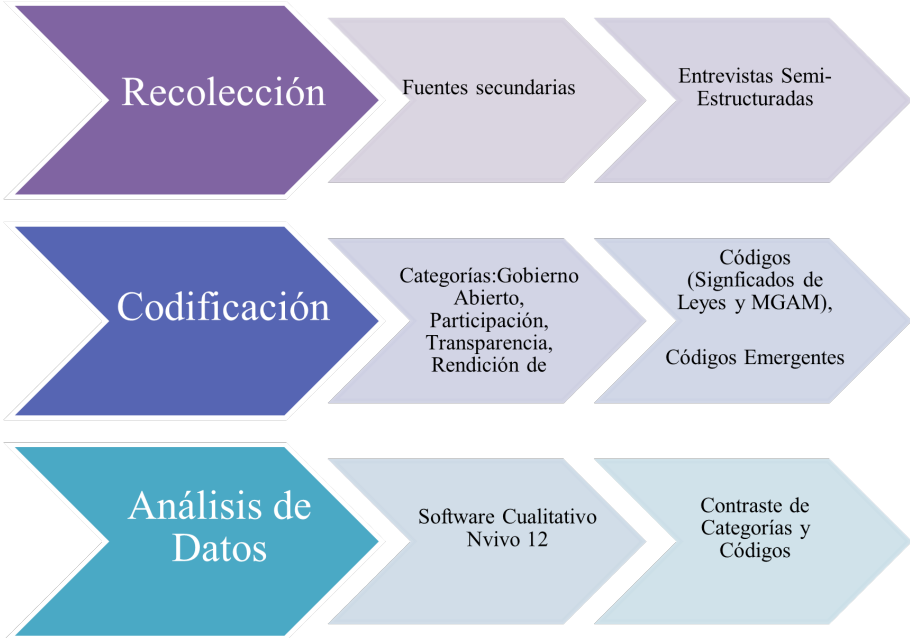 Recolección
Fuentes secundarias
Entrevistas Semi-
Estructuradas
Codificación
Categorías:Gobierno
Abierto,
Participación,
Transparencia,
Rendición de
Códigos
(Signficados de
Leyes y MGAM),
Códigos Emergentes
Análisis de
Datos
Software Cualitativo
Nvivo 12
Contraste de
Categorías y
Códigos